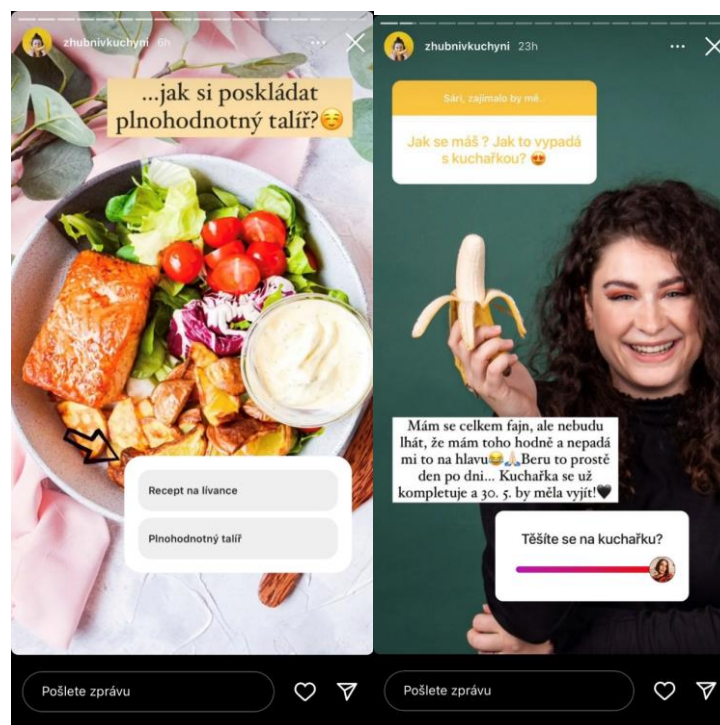 zhubnivkuchyni 6h
...jak si poskládat
plnohodnotný talíř?☺️
Recept na lívance
Plnohodnotný talíř
Pošlete zprávu
zhubnivkuchyni 23h
Sári, zajímalo by mě..
Jak se máš ? Jak to vypadá
s kuchařkou? 😍
Mám se celkem fajn, ale nebudu
lhát, že mám toho hodně a nepadá
mi to na hlavu😂🙏🏻Beru to prostě
den po dni... Kuchařka se už
kompletuje a 30. 5. by měla vyjít!🖤
Těšíte se na kuchařku?
Pošlete zprávu